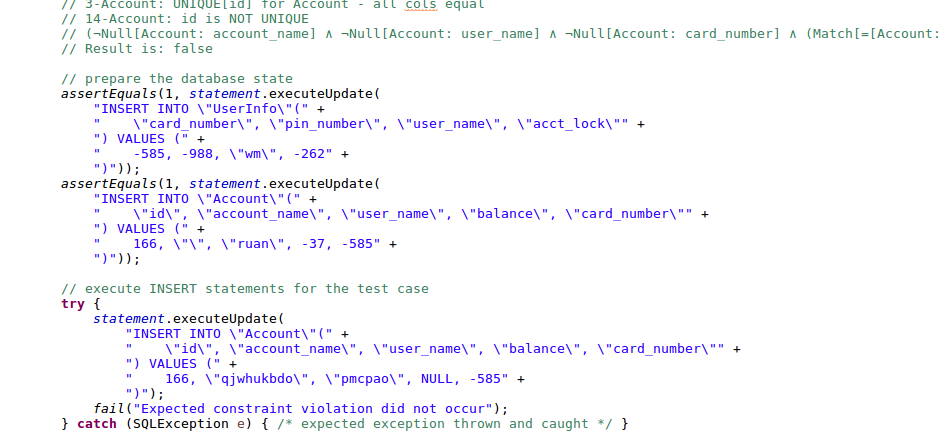 // 3-Account: UNIQUE[id] for Account - all cols equal
// 14-Account: id is NOT UNIQUE
// (¬Null[Account: account_name] ∧ ¬Null[Account: user_name] ∧ ¬Null[Account: card_number] ∧ (Match[=[Account:
// Result is: false
// prepare the database state
assertEquals(1, statement.executeUpdate(
"INSERT INTO \"UserInfo\"(" +
"    \"card_number\", \"pin_number\", \"user_name\", \"acct_lock\"" +
") VALUES (" +
"    -585, -988, \"wm\", -262" +
")"));
assertEquals(1, statement.executeUpdate(
"INSERT INTO \"Account\"(" +
"    \"id\", \"account_name\", \"user_name\", \"balance\", \"card_number\"" +
") VALUES (" +
"    166, \"\", \"ruan\", -37, -585" +
")"));
// execute INSERT statements for the test case
try {
statement.executeUpdate(
"INSERT INTO \"Account\"(" +
"    \"id\", \"account_name\", \"user_name\", \"balance\", \"card_number\"" +
") VALUES (" +
"    166, \"qjwhukbdo\", \"pmcpao\", NULL, -585" +
")");
fail("Expected constraint violation did not occur");
} catch (SQLException e) { /* expected exception thrown and caught */ }